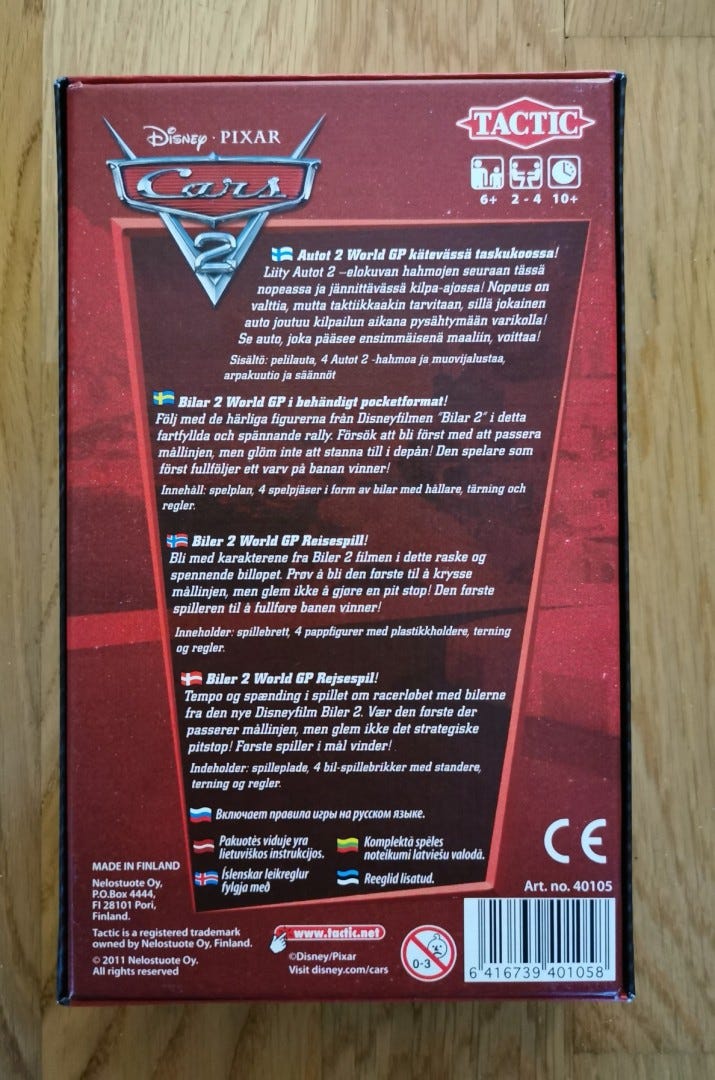 Disney · PIXAR
Cars
2
TACTIC
6+ 2 - 4 10+
Autot 2 World GP kätevässä taskukoossa!
Liity Autot 2 –elokuvan hahmojen seuraan tässä
nopeassa ja jännittävässä kilpa-ajossa! Nopeus on
valttia, mutta taktiikkaakin tarvitaan, sillä jokainen
auto joutuu kilpailun aikana pysähtymään varikolla!
Se auto, joka pääsee ensimmäisenä maaliin, voittaa!
Sisältö: pelilauta, 4 Autot 2 -hahmoa ja muovijalustaa,
arpakuutio ja säännöt
Bilar 2 World GP i behändigt pocketformat!
Följ med de härliga figurerna från Disneyfilmen "Bilar 2" i detta
fartfyllda och spännande rally. Försök att bli först med att passera
mållinjen, men glöm inte att stanna till i depån! Den spelare som
först fullföljer ett varv på banan vinner!
Innehåll: spelplan, 4 spelpjäser i form av bilar med hållare, tärning och
regler.
Biler 2 World GP Reisespill!
Bli med karakterene fra Biler 2 filmen i dette raske og
spennende billøpet. Prøv å bli den første til å krysse
mållinjen, men glem ikke å gjøre en pit stop! Den første
spilleren til å fullføre banen vinner!
Inneholder: spillebrett, 4 pappfigurer med plastikkholdere, terning
og regler.
Biler 2 World GP Rejsespil!
Tempo og spænding i spillet om racerløbet med bilerne
fra den nye Disneyfilm Biler 2. Vær den første der
passerer mållinjen, men glem ikke det strategiske
pitstop! Første spiller i mål vinder!
Indeholder: spilleplade, 4 bil-spillebrikker med standere,
terning og regler.
Включает правила игры на русском языке.
Pakuotės viduje yra
lietuviškos instrukcijos.
Komplektā spēles
noteikumi latviešu valodā.
Íslenskar leikreglur
fylgja með
Reeglid lisatud.
MADE IN FINLAND
Nelostuote Oy,
P.O.Box 4444,
FI 28101 Pori,
Finland.
Tactic is a registered trademark
owned by Nelostuote Oy, Finland.
© 2011 Nelostuote Oy.
All rights reserved
www.tactic.net
©Disney/Pixar
Visit disney.com/cars
0-3
CE
Art. no. 40105
6 416739 401058